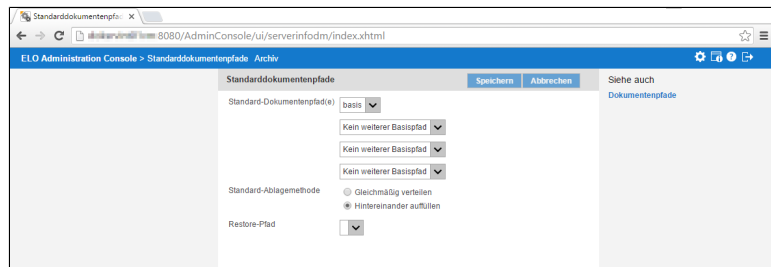 Standarddokumentenpfad
:8080/AdminConsole/ui/serverinfodm/index.xhtml
ELO Administration Console > Standarddokumentenpfade Archiv
Standarddokumentenpfade
Speichern
Abbrechen
Siehe auch
Dokumentenpfade
Standard-Dokumentenpfad(e)
basis
Kein weiterer Basispfad
Kein weiterer Basispfad
Kein weiterer Basispfad
Standard-Ablagemethode
Gleichmäßig verteilen
Hintereinander auffüllen
Restore-Pfad